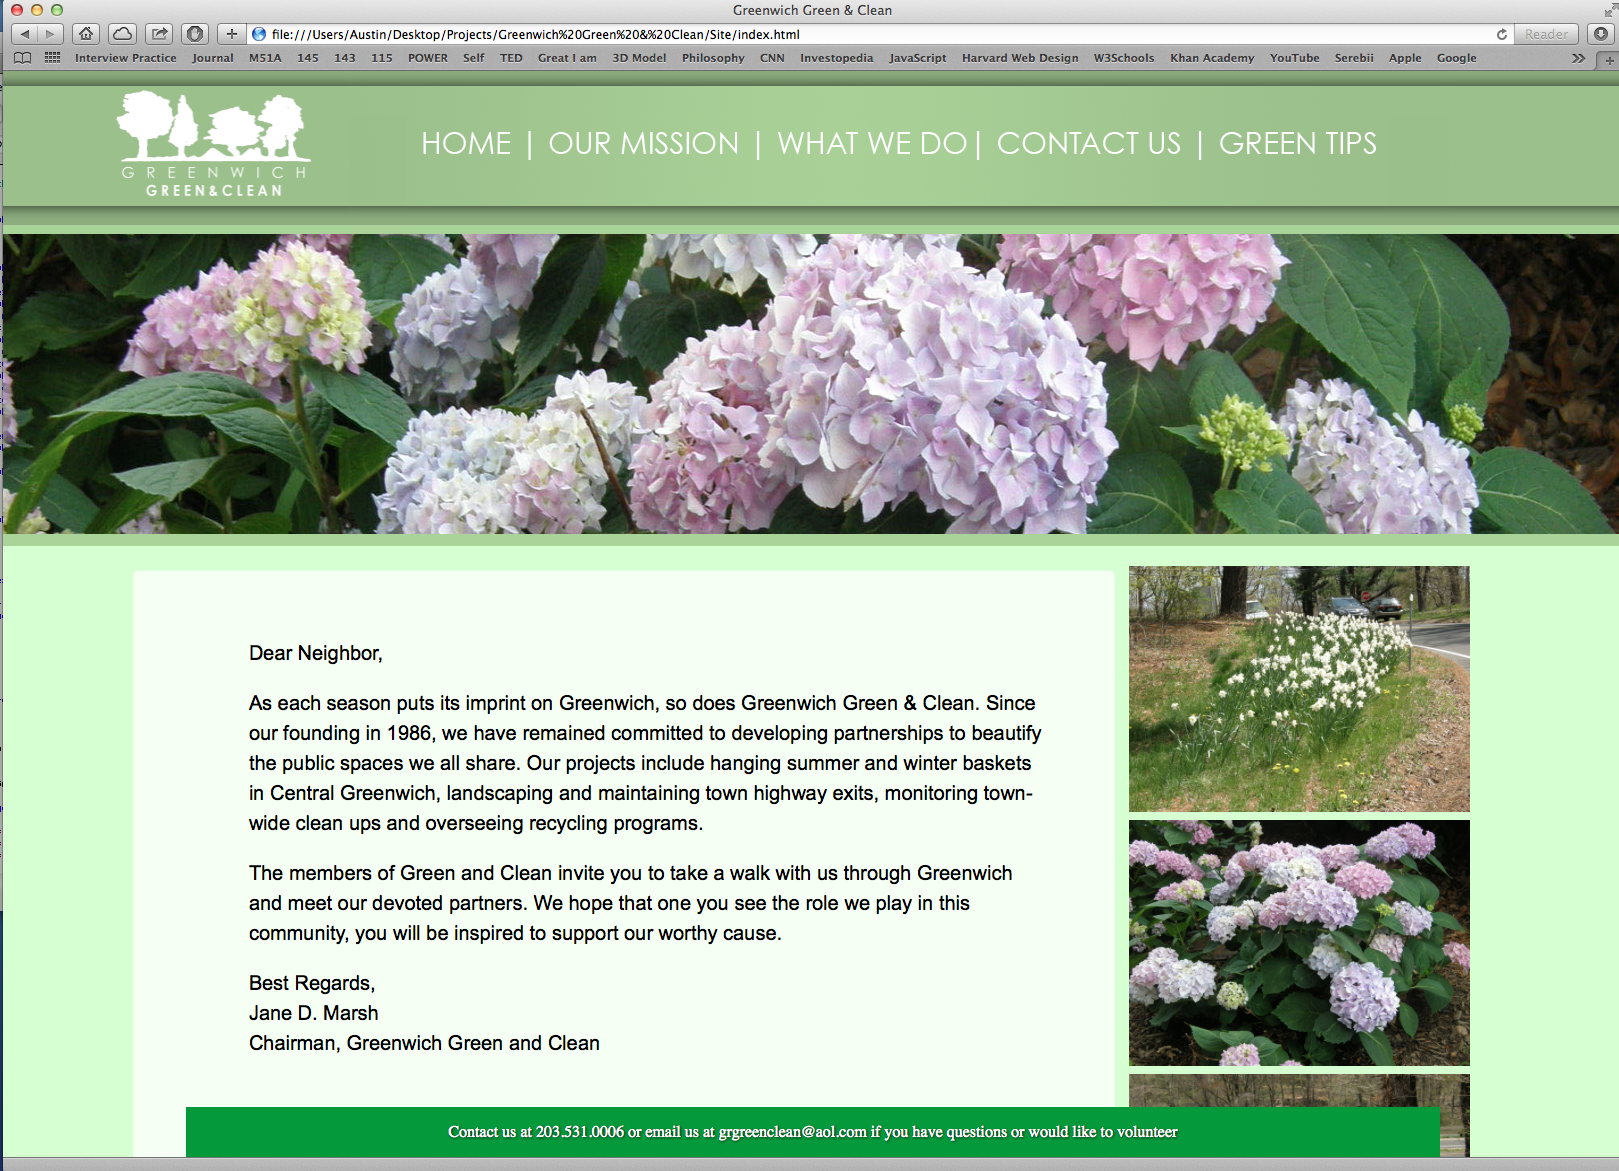 Greenwich Green & Clean
file:///Users/Austin/Desktop/Projects/Greenwich%20Green%20&%20Clean/Site/index.html
Reader
Interview Practice Journal M51A 145 143 115 POWER Self TED Great I am 3D Model Philosophy CNN Investopedia JavaScript Harvard Web Design W3Schools Khan Academy YouTube Serebii Apple Google
GREENWICH
GREEN&CLEAN
HOME | OUR MISSION | WHAT WE DO| CONTACT US | GREEN TIPS
Dear Neighbor,
As each season puts its imprint on Greenwich, so does Greenwich Green & Clean. Since
our founding in 1986, we have remained committed to developing partnerships to beautify
the public spaces we all share. Our projects include hanging summer and winter baskets
in Central Greenwich, landscaping and maintaining town highway exits, monitoring town-
wide clean ups and overseeing recycling programs.
The members of Green and Clean invite you to take a walk with us through Greenwich
and meet our devoted partners. We hope that one you see the role we play in this
community, you will be inspired to support our worthy cause.
Best Regards,
Jane D. Marsh
Chairman, Greenwich Green and Clean
Contact us at 203.531.0006 or email us at grgreenclean@aol.com if you have questions or would like to volunteer